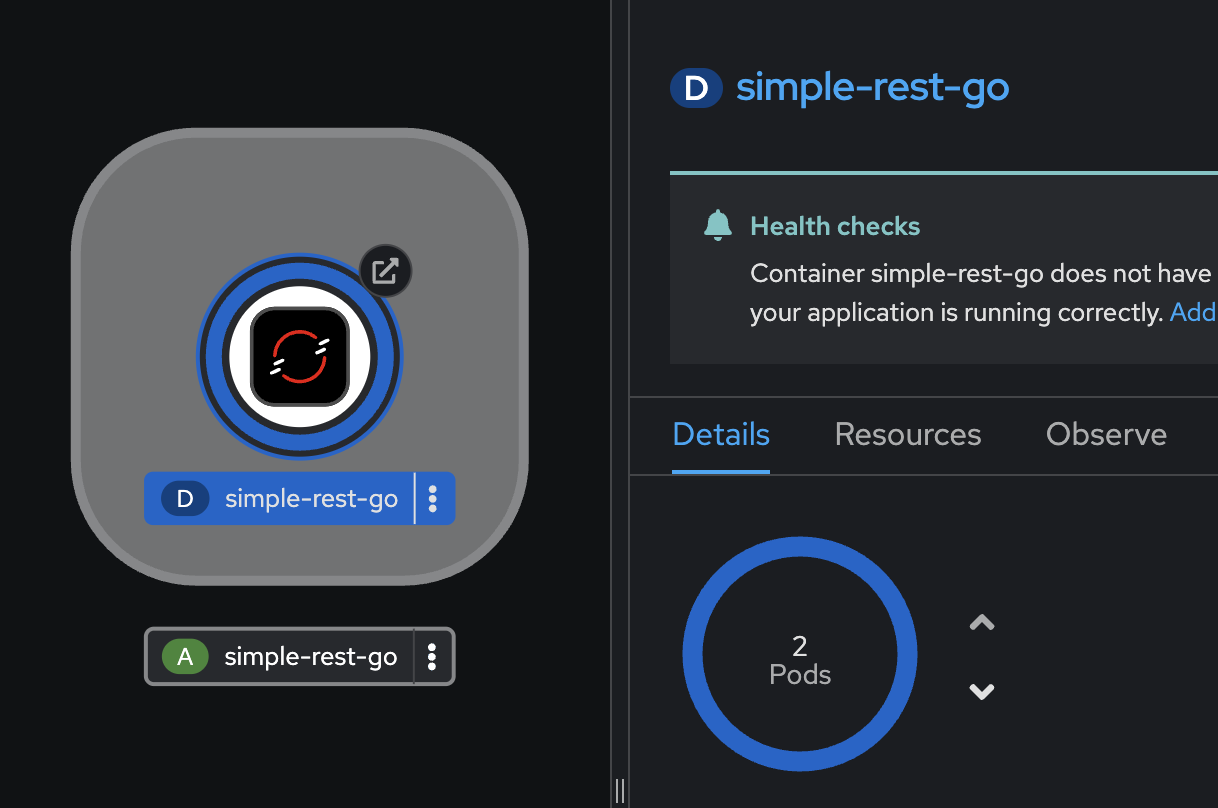 D simple-rest-go
A simple-rest-go
D simple-rest-go
Health checks
Container simple-rest-go does not have
your application is running correctly. Add
Details Resources Observe
2
Pods